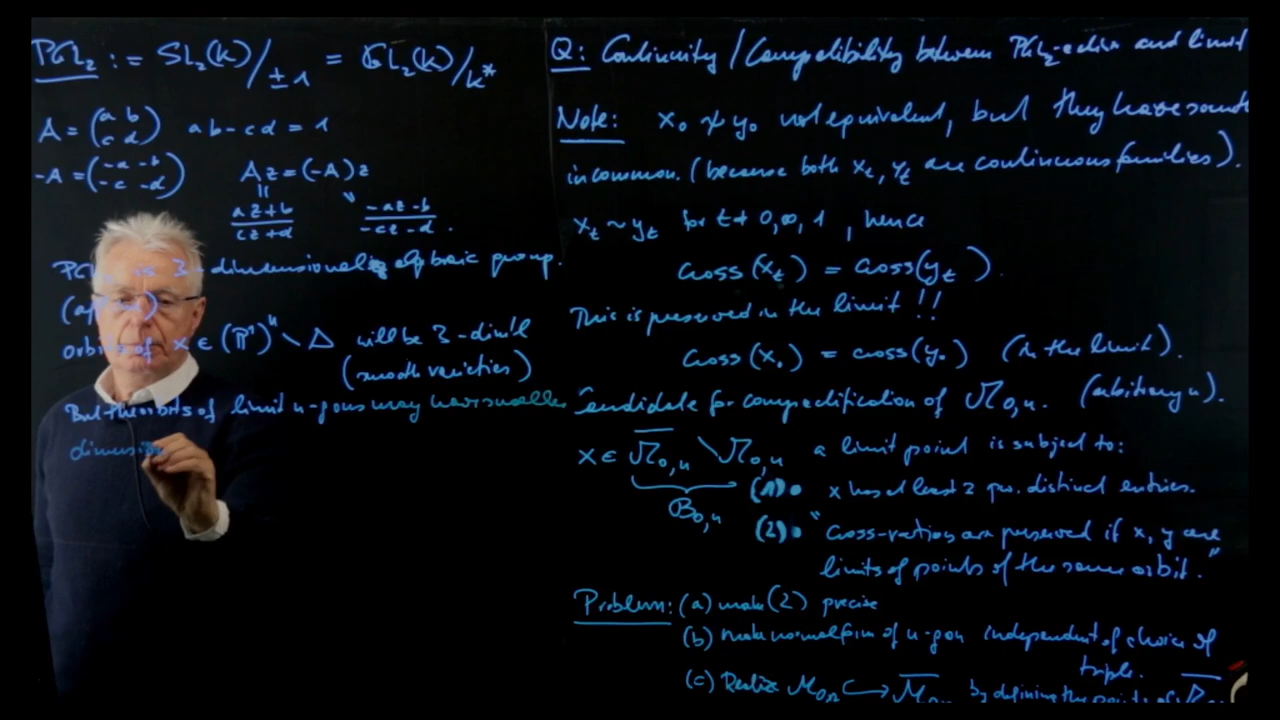 PGL₂ := SL₂(k)/±1 = GL₂(k)/k*
A = (a b
c d) ab-cd = 1
-A = (-a -b
-c -d) Az = (-A)z
az+b / cz+d -az-b / -cz-d .
is 3-dimensional algebraic group.
Orbits of x ∈ (P¹)ⁿ \ Δ will be 3-dim'l
(smooth varieties)
But the orbits of limit n-gons may have smaller
dimensio
Q: Continuity / Compatibility between PGL₂-action and limit
Note: x₀ ≁ y₀ not equivalent, but they have
in common. (because both xₜ, yₜ are continuous families).
xₜ ~ yₜ for t ≠ 0, ∞, 1 , hence
cross (xₜ) = cross(yₜ).
This is preserved in the limit !!
cross (x₀) = cross(y₀) (in the limit).
Candidate for compactification of M₀,ₙ. (arbitrary n).
x ∈ M̅₀,ₙ \ M₀,ₙ a limit point is subject to:
B₀,ₙ
(1) • x has at least 2 pw. distinct entries.
(2) • "Cross-ratios are preserved if x, y are
limits of points of the same orbit."
Problem: (a) make (2) precise
(b) make normal form of n-gon independent of choice of
triple.
(c) Realize M₀,ₙ ↪ M̅₀,ₙ by defining the points of